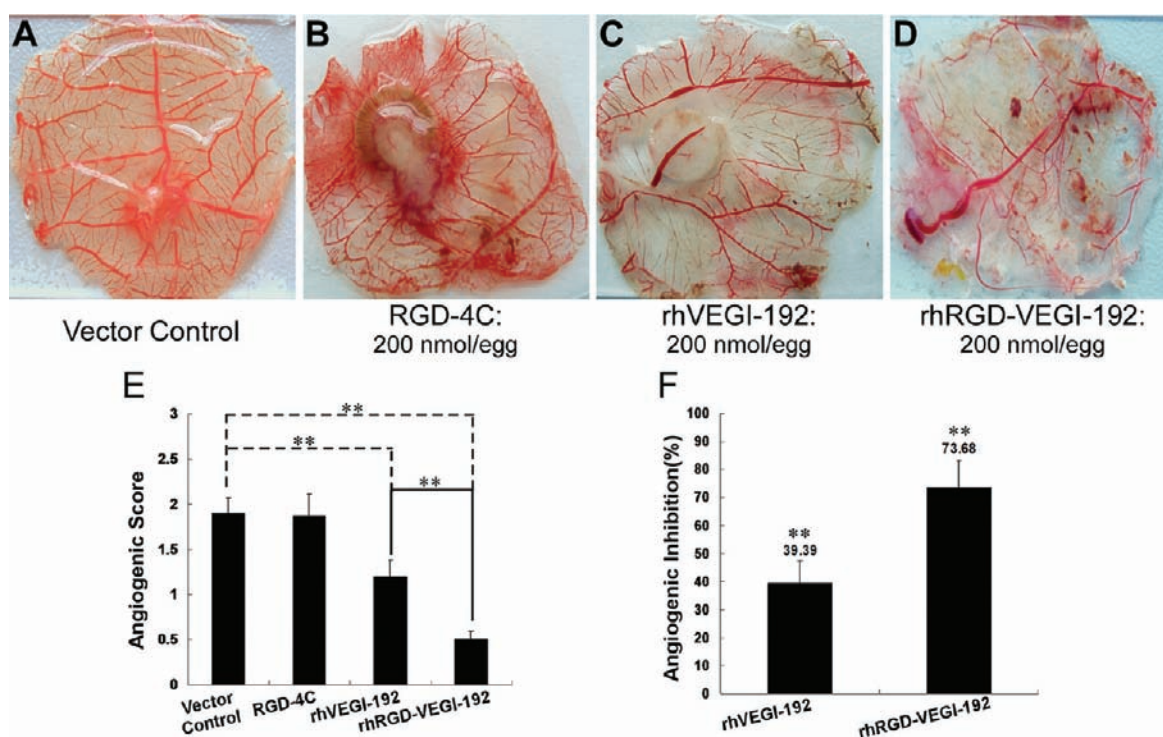 A
B
C
D
Vector Control
RGD-4C:
200 nmol/egg
rhVEGI-192:
200 nmol/egg
rhRGD-VEGI-192:
200 nmol/egg
E
Angiogenic Score
3
2.5
2
1.5
1
0.5
0
**
**
**
Vector
Control
RGD-4C
rhVEGI-192
rhRGD-VEGI-192
F
Angiogenic Inhibition(%)
100
90
80
70
60
50
40
30
20
10
0
**
39.39
**
73.68
rhVEGI-192
rhRGD-VEGI-192